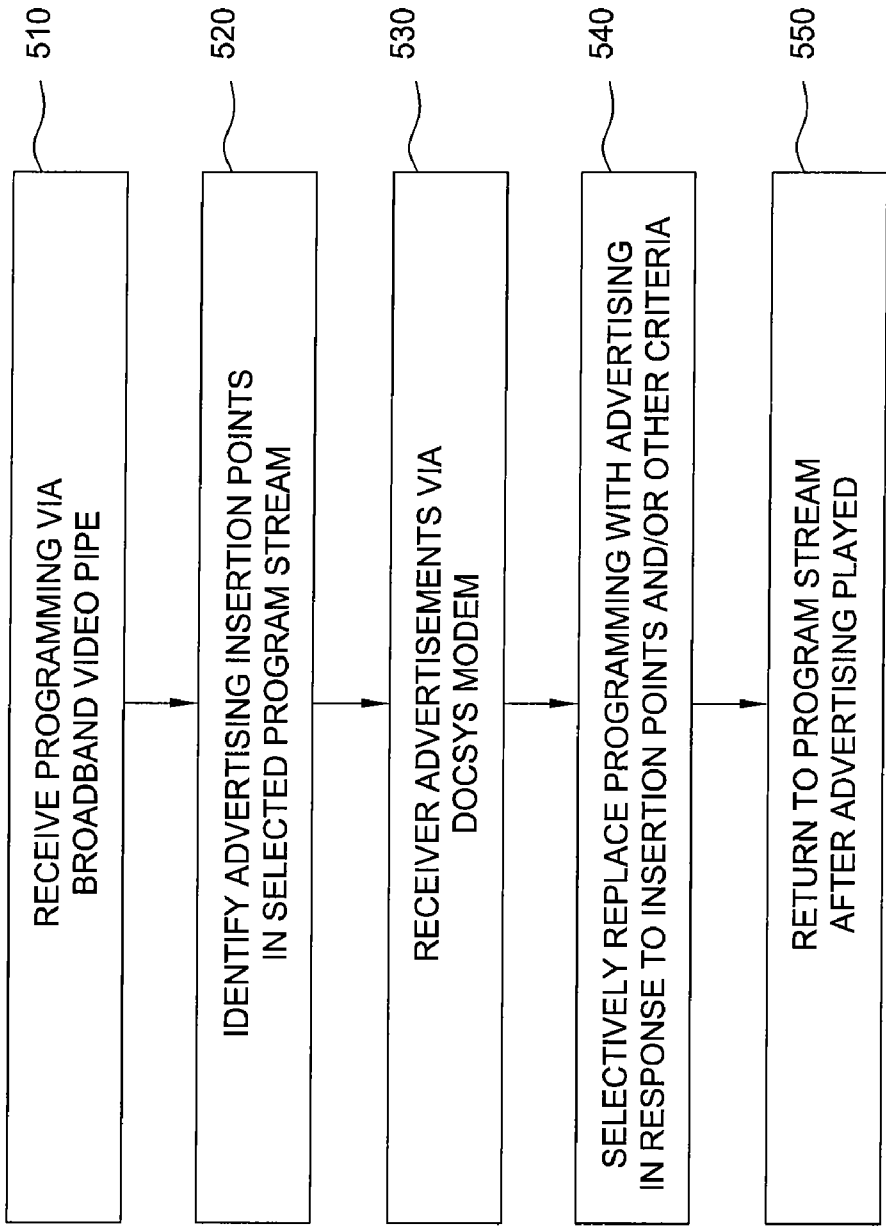 RECEIVE PROGRAMMING VIA
BROADBAND VIDEO PIPE
510
IDENTIFY ADVERTISING INSERTION POINTS
IN SELECTED PROGRAM STREAM
520
RECEIVER ADVERTISEMENTS VIA
DOCSYS MODEM
530
SELECTIVELY REPLACE PROGRAMMING WITH ADVERTISING
IN RESPONSE TO INSERTION POINTS AND/OR OTHER CRITERIA
540
RETURN TO PROGRAM STREAM
AFTER ADVERTISING PLAYED
550